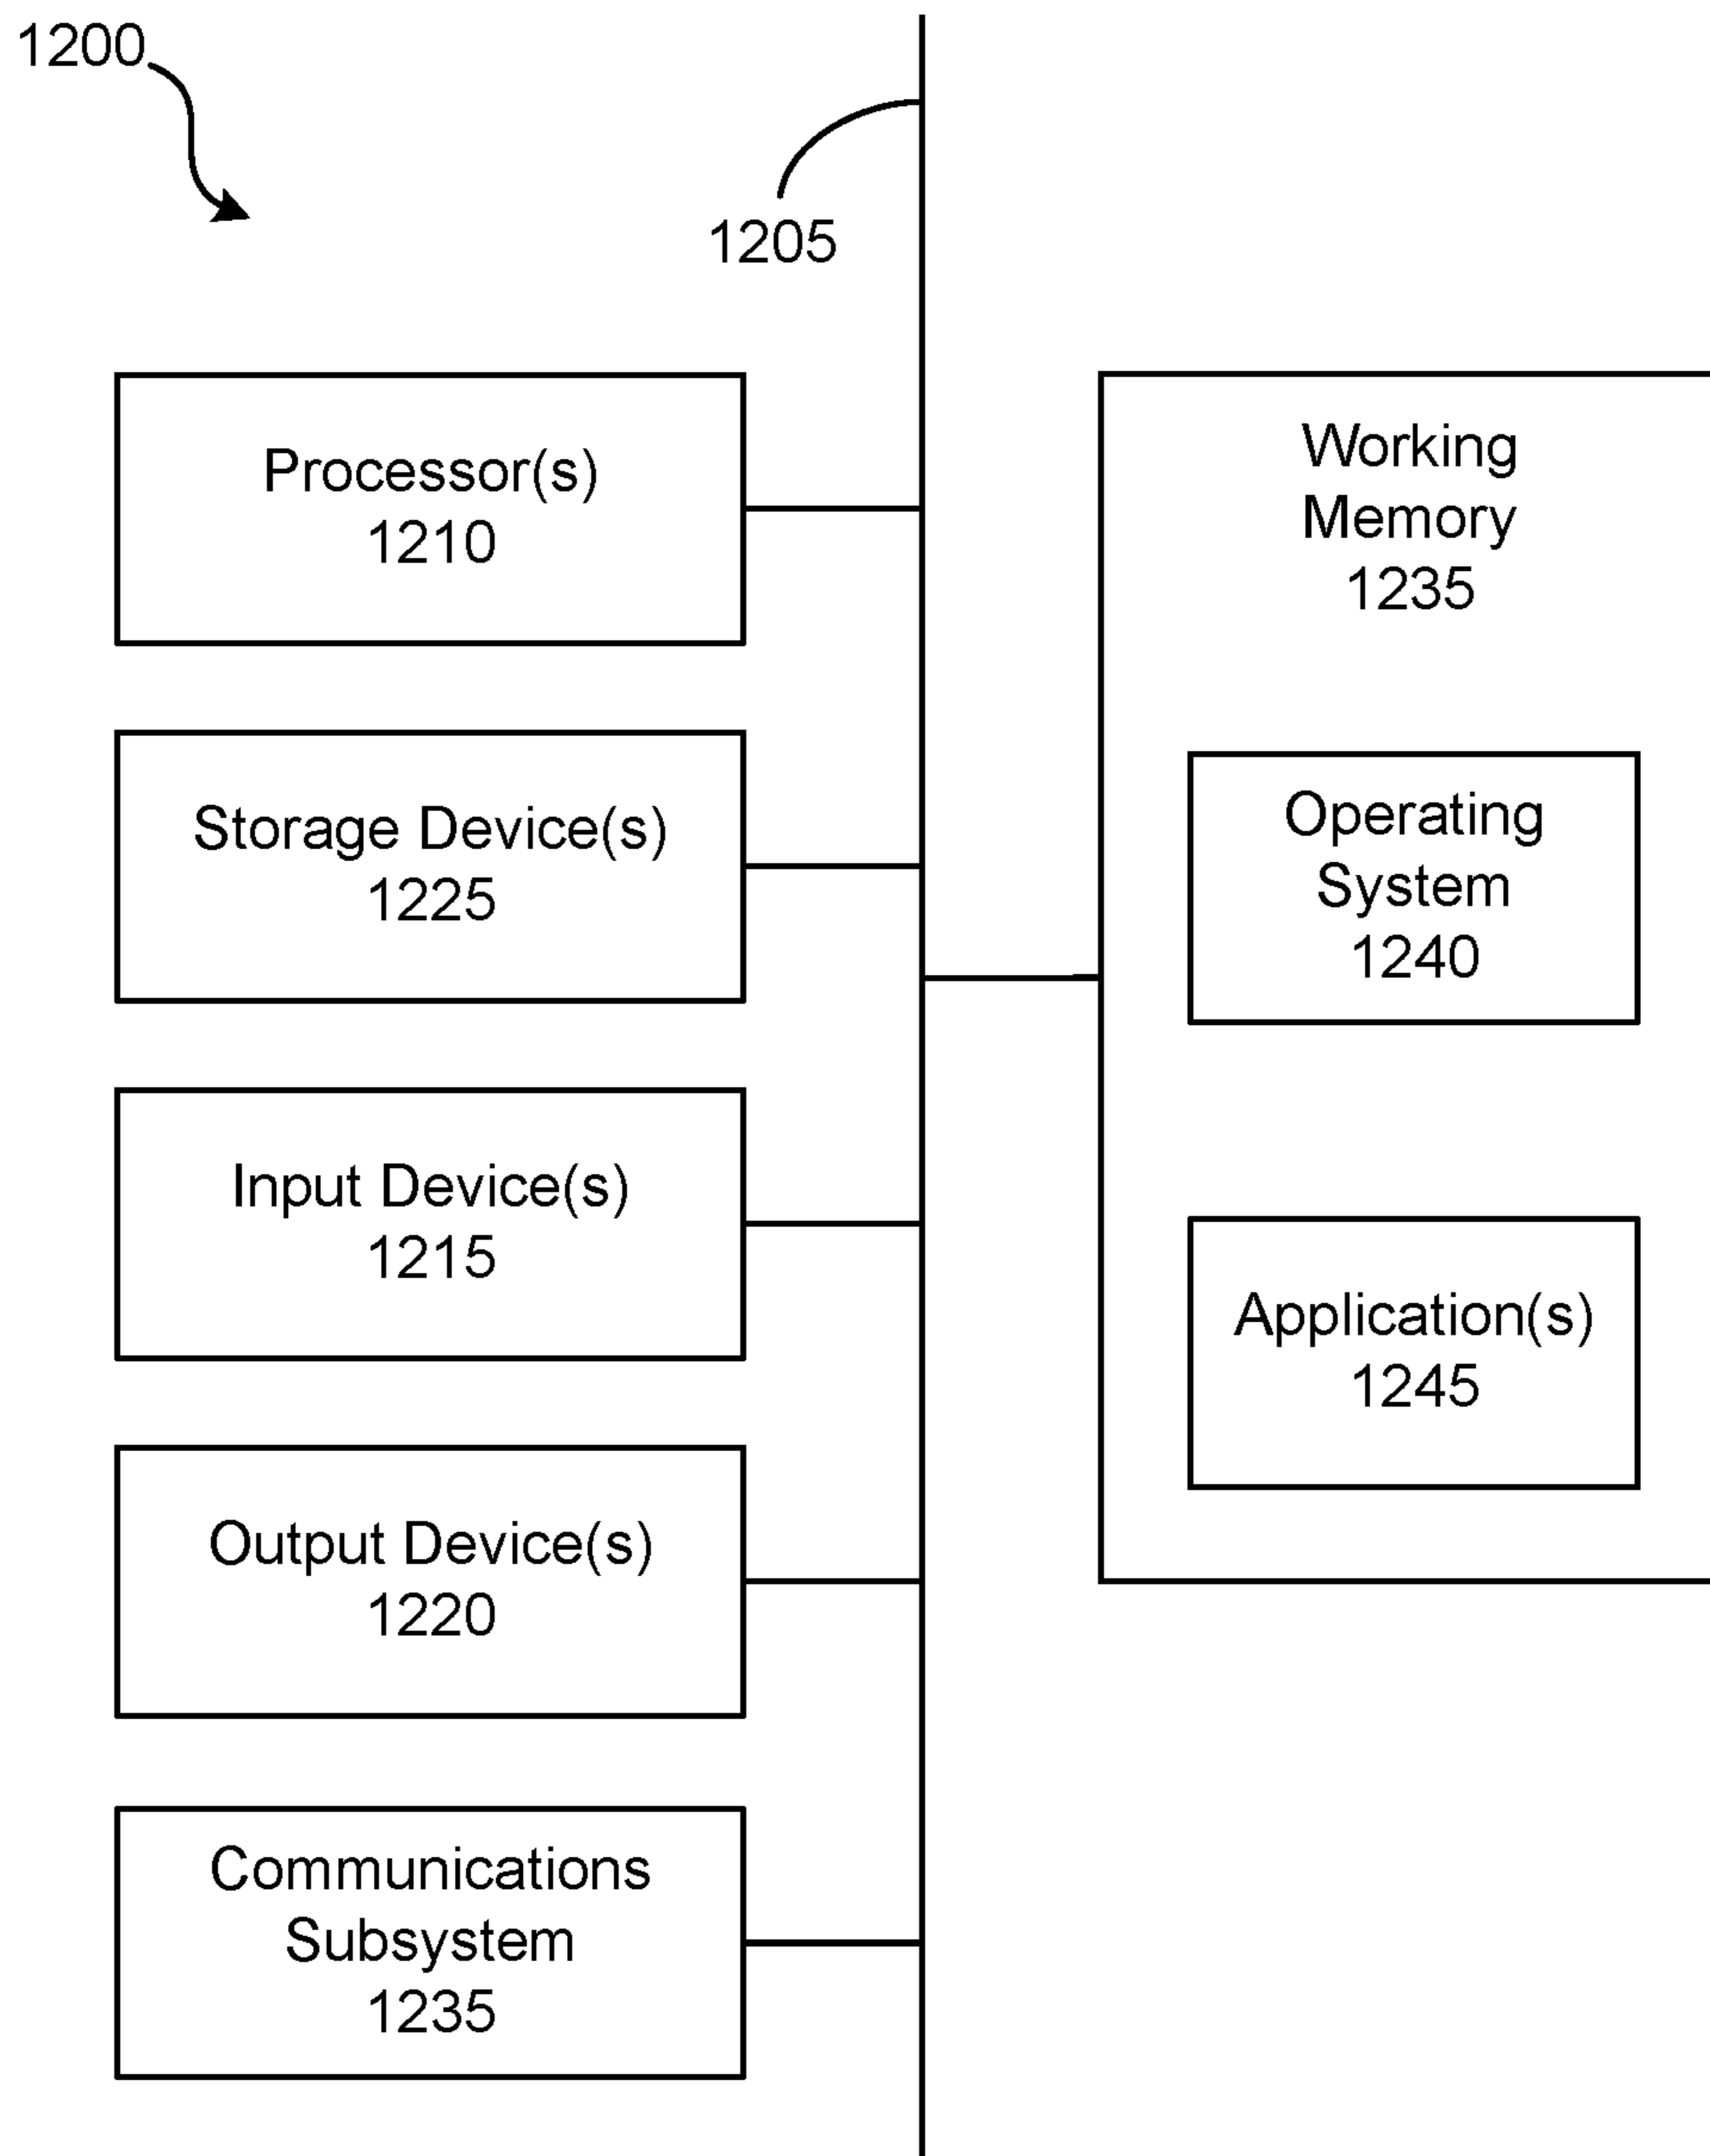 1200
1205
Processor(s)
1210
Storage Device(s)
1225
Input Device(s)
1215
Output Device(s)
1220
Communications
Subsystem
1235
Working
Memory
1235
Operating
System
1240
Application(s)
1245